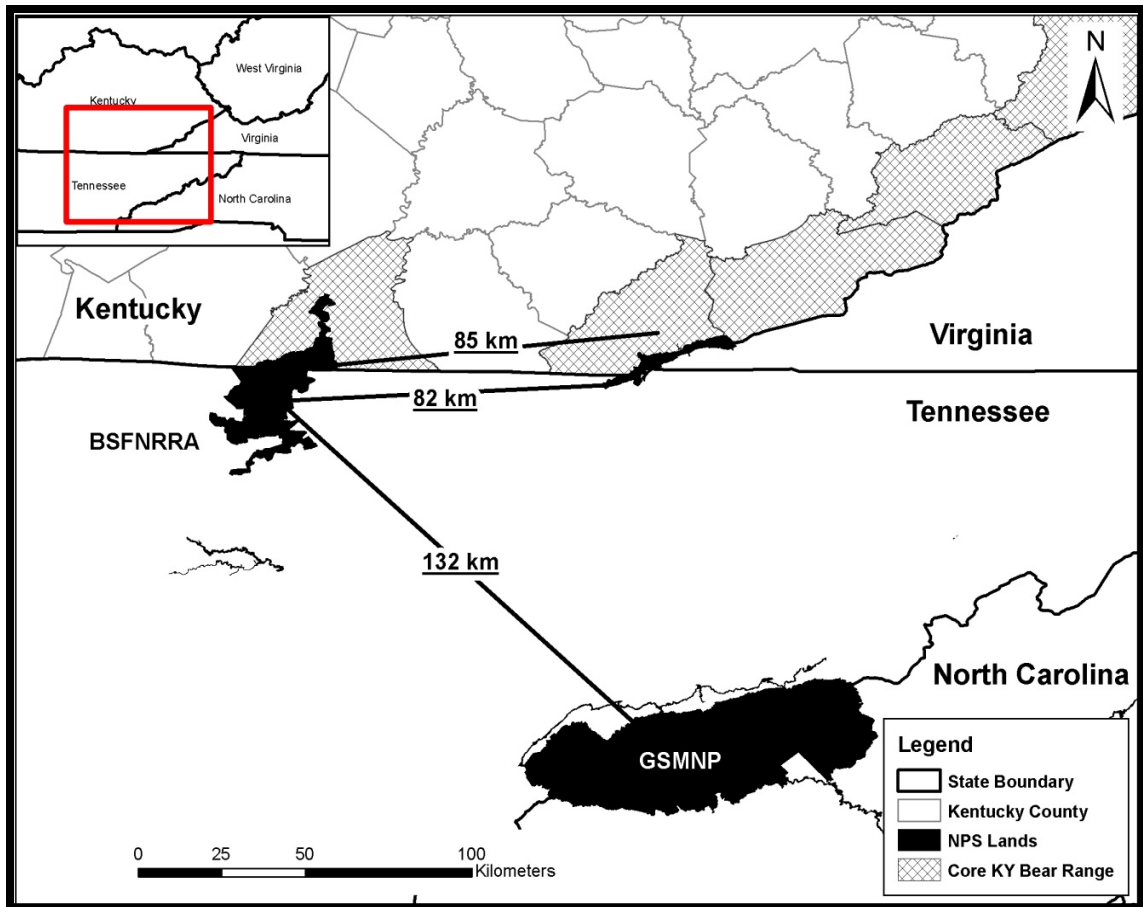 West Virginia
Kentucky
Virginia
Tennessee
North Carolina
N
Kentucky
85 km
Virginia
82 km
Tennessee
BSFNRRA
132 km
North Carolina
GSMNP
Legend
State Boundary
Kentucky County
NPS Lands
Core KY Bear Range
0 25 50 100
Kilometers